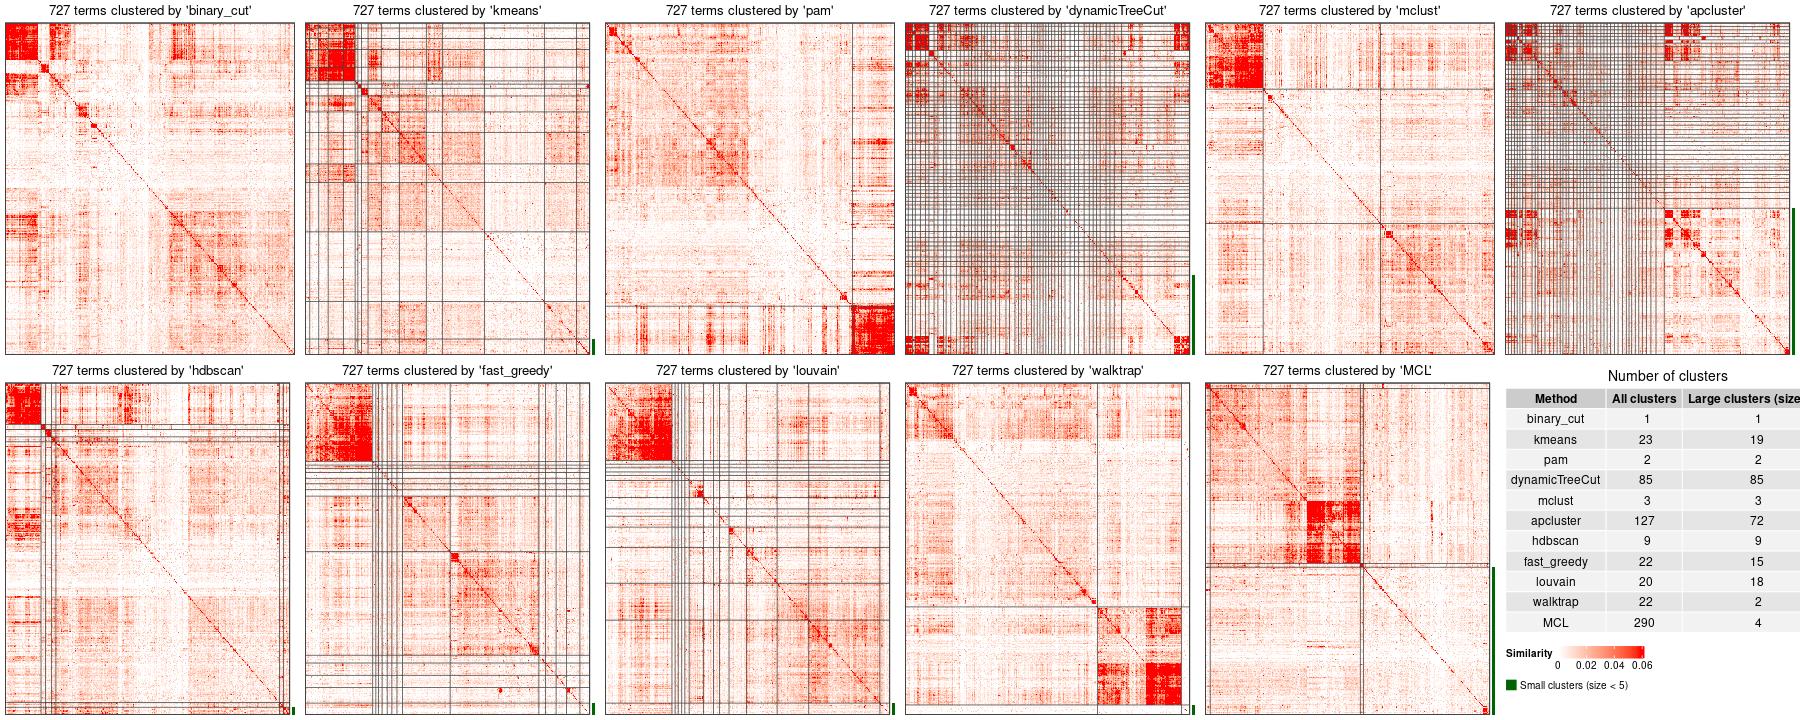 727 terms clustered by 'binary_cut'
727 terms clustered by 'kmeans'
727 terms clustered by 'pam'
727 terms clustered by 'dynamicTreeCut'
727 terms clustered by 'mclust'
727 terms clustered by 'apcluster'
727 terms clustered by 'hdbscan'
727 terms clustered by 'fast_greedy'
727 terms clustered by 'louvain'
727 terms clustered by 'walktrap'
727 terms clustered by 'MCL'
Number of clusters
Method All clusters Large clusters (size
binary_cut 1 1
kmeans 23 19
pam 2 2
dynamicTreeCut 85 85
mclust 3 3
apcluster 127 72
hdbscan 9 9
fast_greedy 22 15
louvain 20 18
walktrap 22 2
MCL 290 4
Similarity
0 0.02 0.04 0.06
Small clusters (size < 5)